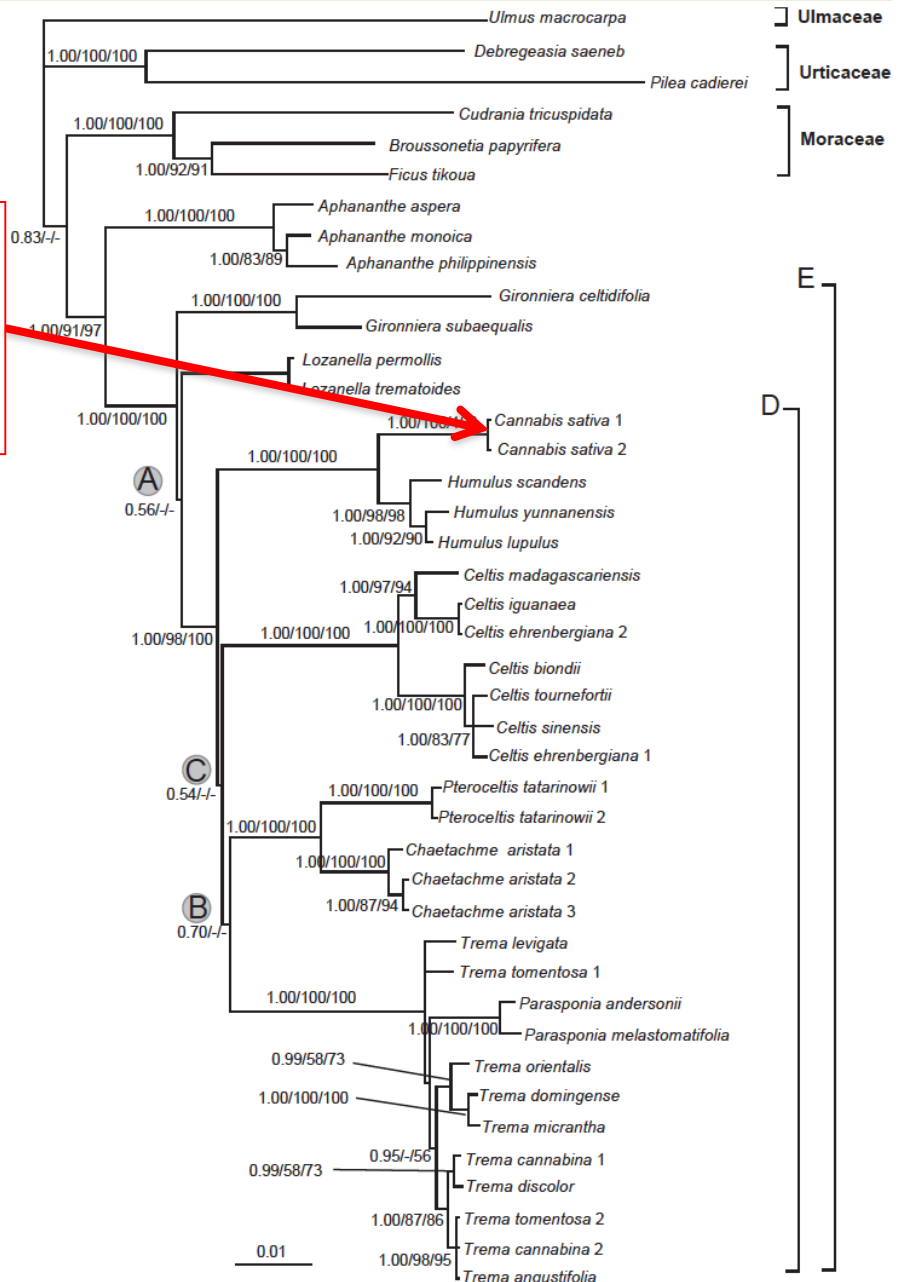 Ulmus macrocarpa
Ulmaceae
Debregeasia saeneb
1.00/100/100
Urticaceae
Pilea cadierei
Cudrania tricuspidata
1.00/100/100
Moraceae
Broussonetia papyrifera
1.00/92/91
Ficus tikoua
Aphananthe aspera
1.00/100/100
Aphananthe monoica
0.83/-/-
1.00/83/89
Aphananthe philippinensis
E
Gironniera celtidifolia
1.00/100/100
Gironniera subaequalis
1.00/91/97
Lozanella permollis
Lozanella trematoides
D
1.00/100/100
Cannabis sativa 1
1.00/100/
Cannabis sativa 2
1.00/100/100
A
Humulus scandens
0.56/-/-
1.00/98/98
Humulus yunnanensis
1.00/92/90
Humulus lupulus
Celtis madagascariensis
1.00/97/94
Celtis iguanaea
1.00/100/100
1.00/98/100
1.00/100/100
Celtis ehrenbergiana 2
Celtis biondii
Celtis tournefortii
1.00/100/100
Celtis sinensis
1.00/83/77
Celtis ehrenbergiana 1
C
0.54/-/-
Pteroceltis tatarinowii 1
1.00/100/100
Pteroceltis tatarinowii 2
1.00/100/100
Chaetachme aristata 1
1.00/100/100
Chaetachme aristata 2
1.00/87/94
Chaetachme aristata 3
B
0.70/-/-
Trema levigata
Trema tomentosa 1
1.00/100/100
Parasponia andersonii
1.00/100/100
Parasponia melastomatifolia
0.99/58/73
Trema orientalis
1.00/100/100
Trema domingense
Trema micrantha
0.95/-/56
Trema cannabina 1
0.99/58/73
Trema discolor
1.00/87/86
Trema tomentosa 2
0.01
1.00/98/95
Trema cannabina 2
Trema angustifolia